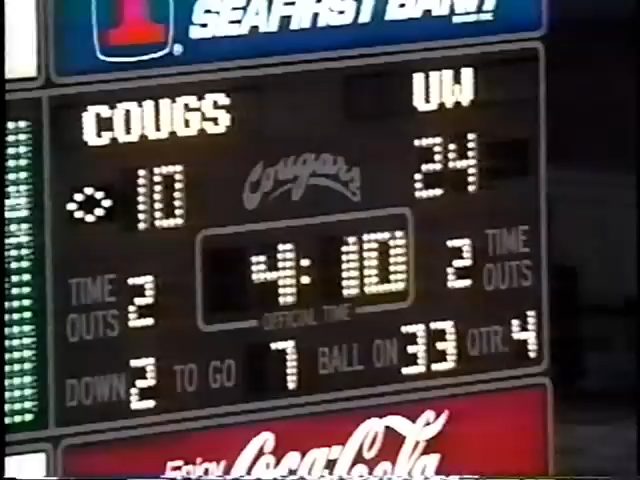 SEAFIRST BANK
COUGS UW
10 Cougars 24
4:10
TIME OUTS 2 2 TIME OUTS
OFFICIAL TIME
DOWN 2 TO GO 7 BALL ON 33 QTR. 4
Enjoy Coca-Cola